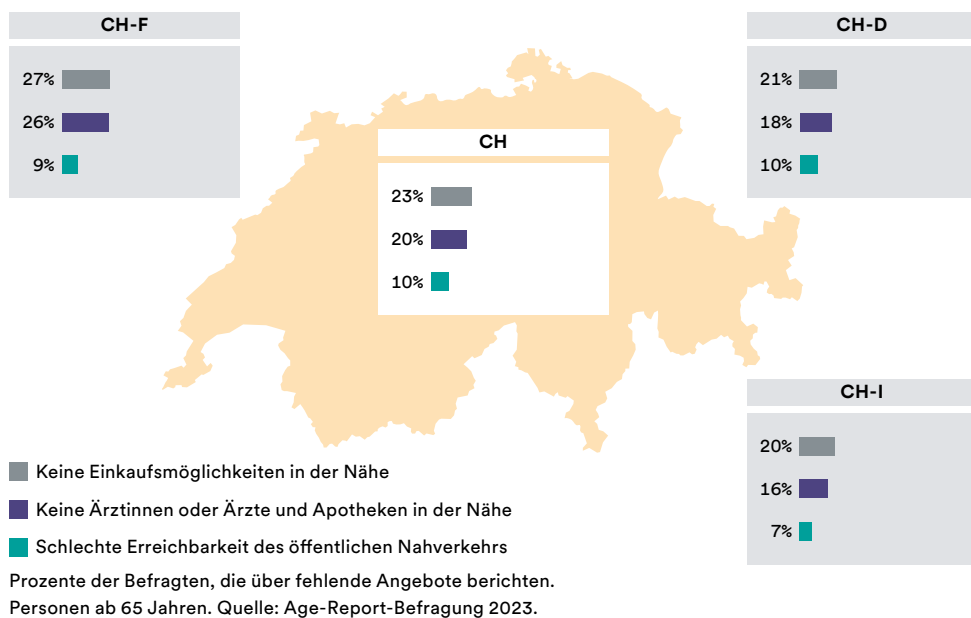 CH-F
27%
26%
9%
CH-D
21%
18%
10%
CH
23%
20%
10%
CH-I
20%
16%
7%
Keine Einkaufsmöglichkeiten in der Nähe
Keine Ärztinnen oder Ärzte und Apotheken in der Nähe
Schlechte Erreichbarkeit des öffentlichen Nahverkehrs
Prozente der Befragten, die über fehlende Angebote berichten.
Personen ab 65 Jahren. Quelle: Age-Report-Befragung 2023.